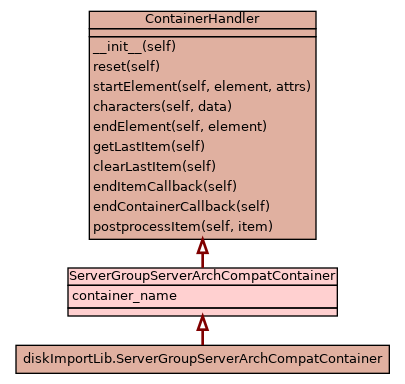 ContainerHandler
__init__(self)
reset(self)
startElement(self, element, attrs)
characters(self, data)
endElement(self, element)
getLastItem(self)
clearLastItem(self)
endItemCallback(self)
endContainerCallback(self)
postprocessItem(self, item)
ServerGroupServerArchCompatContainer
container_name
diskImportLib.ServerGroupServerArchCompatContainer